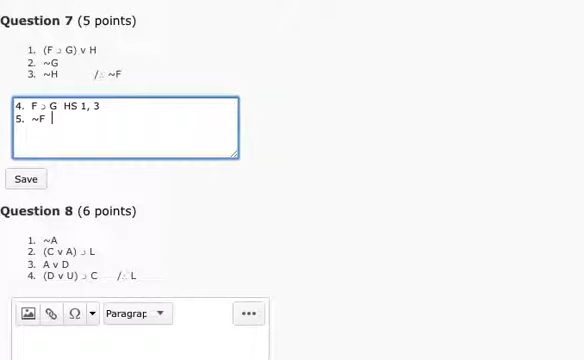 Question 7 (5 points)
1. (F ⊃ G) v H
2. ~G
3. ~H /∴ ~F
4. F ⊃ G HS 1, 3
5. ~F
Save
Question 8 (6 points)
1. ~A
2. (C v A) ⊃ L
3. A v D
4. (D v U) ⊃ C /∴ L
Ω Paragrap ...